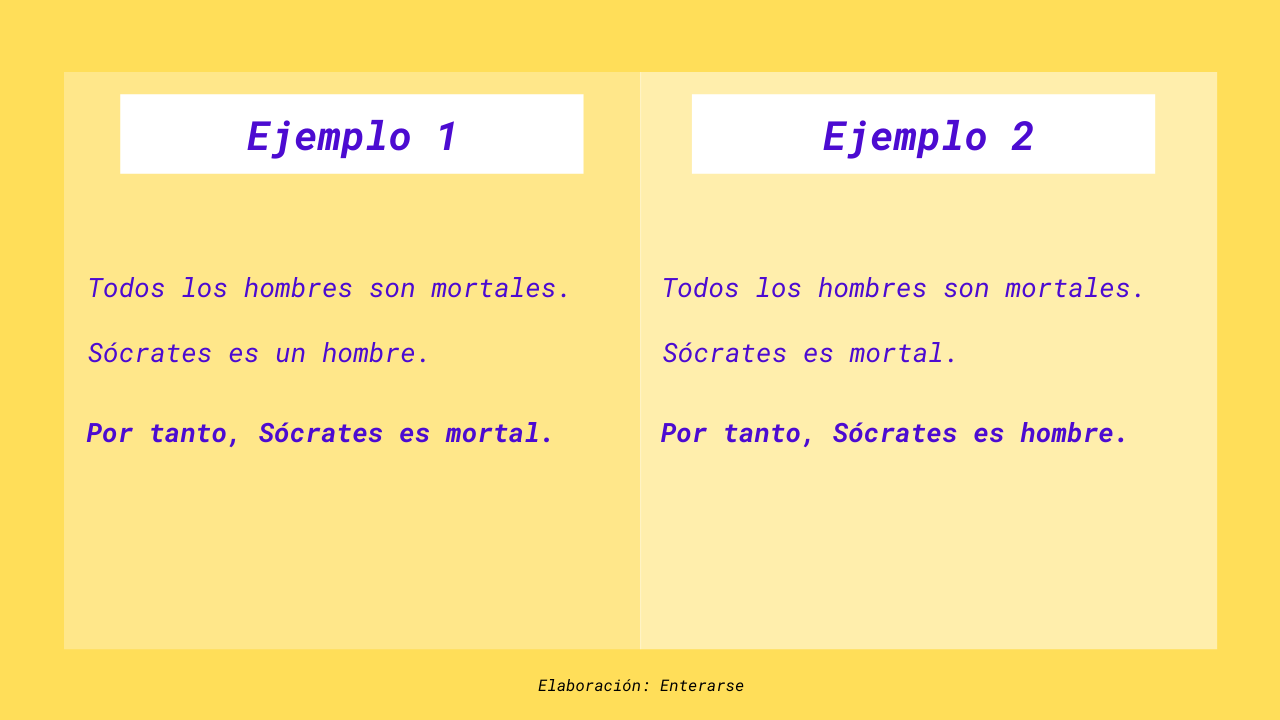 Ejemplo 1
Todos los hombres son mortales.
Sócrates es un hombre.
Por tanto, Sócrates es mortal.
Ejemplo 2
Todos los hombres son mortales.
Sócrates es mortal.
Por tanto, Sócrates es hombre.
Elaboración: Enterarse